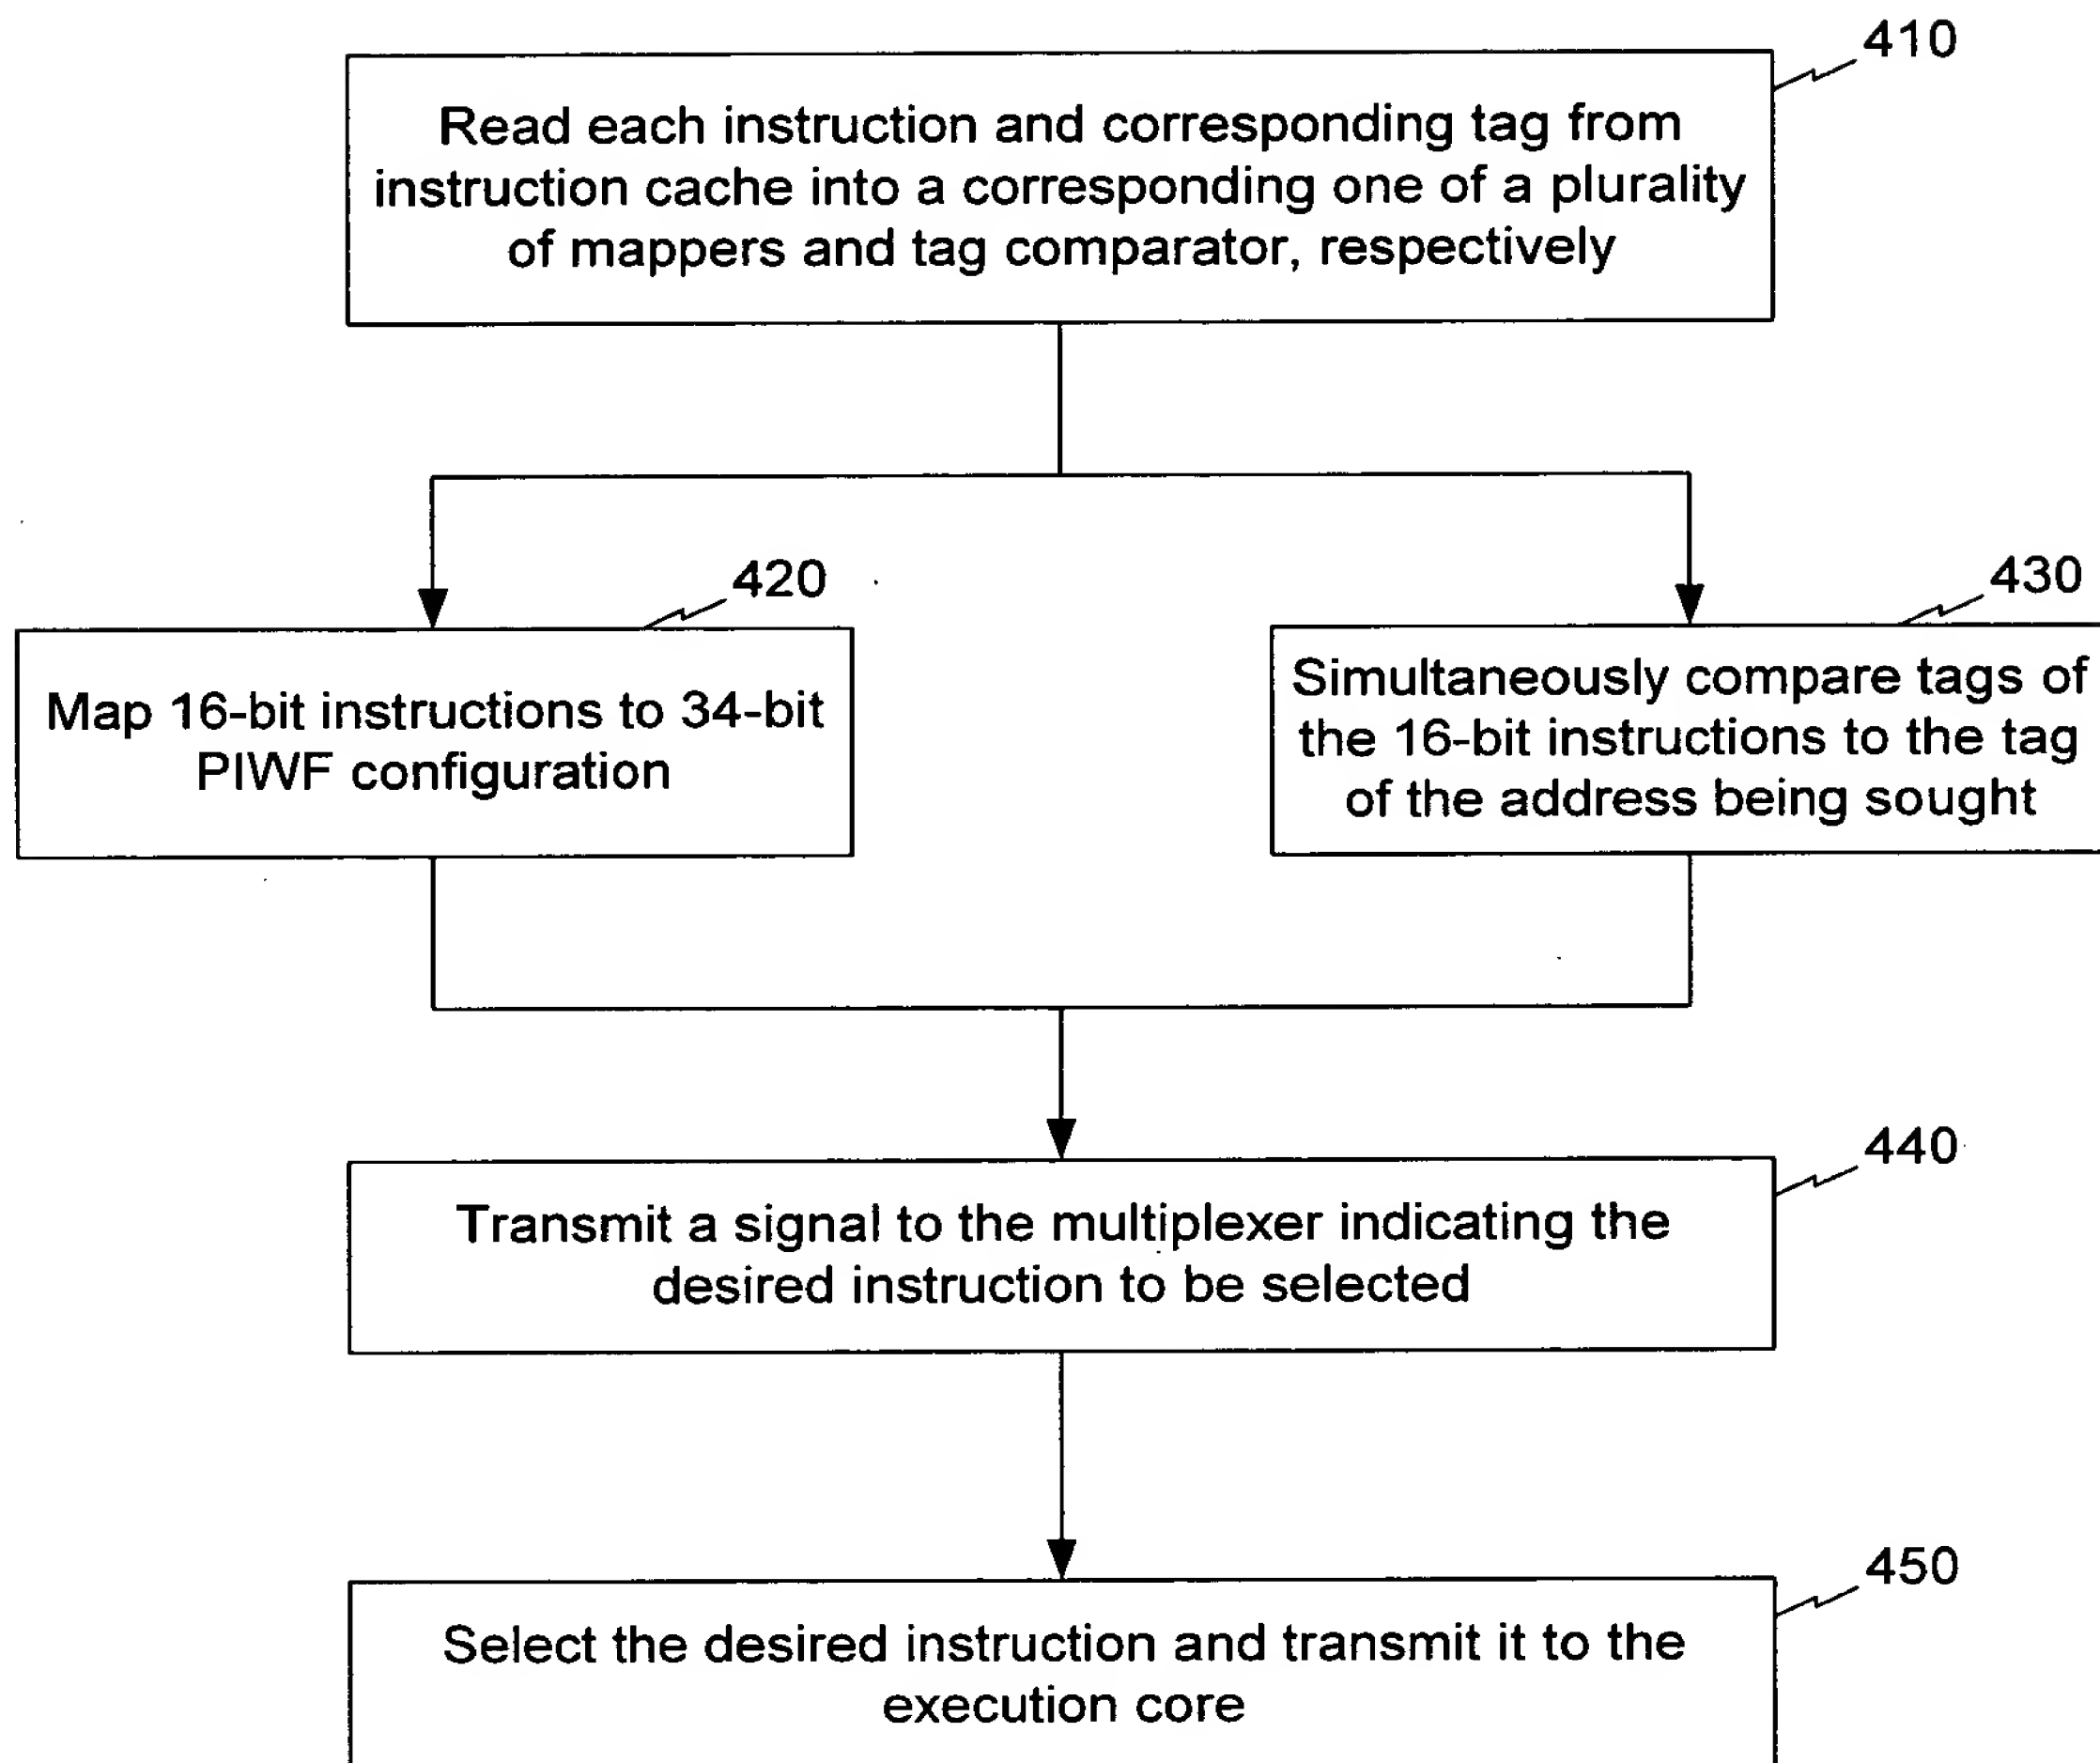 410
Read each instruction and corresponding tag from
instruction cache into a corresponding one of a plurality
of mappers and tag comparator, respectively
420
430
Map 16-bit instructions to 34-bit
PIWF configuration
Simultaneously compare tags of
the 16-bit instructions to the tag
of the address being sought
440
Transmit a signal to the multiplexer indicating the
desired instruction to be selected
450
Select the desired instruction and transmit it to the
execution core